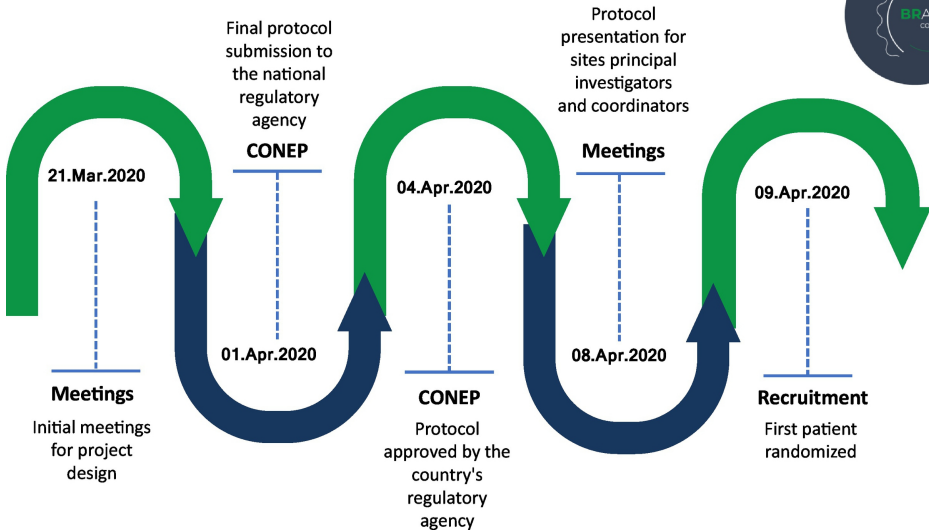 21.Mar.2020
Meetings
Initial meetings
for project
design
Final protocol
submission to
the national
regulatory
agency
CONEP
01.Apr.2020
04.Apr.2020
CONEP
Protocol
approved by the
country's
regulatory
agency
Protocol
presentation for
sites principal
investigators
and coordinators
Meetings
08.Apr.2020
09.Apr.2020
Recruitment
First patient
randomized